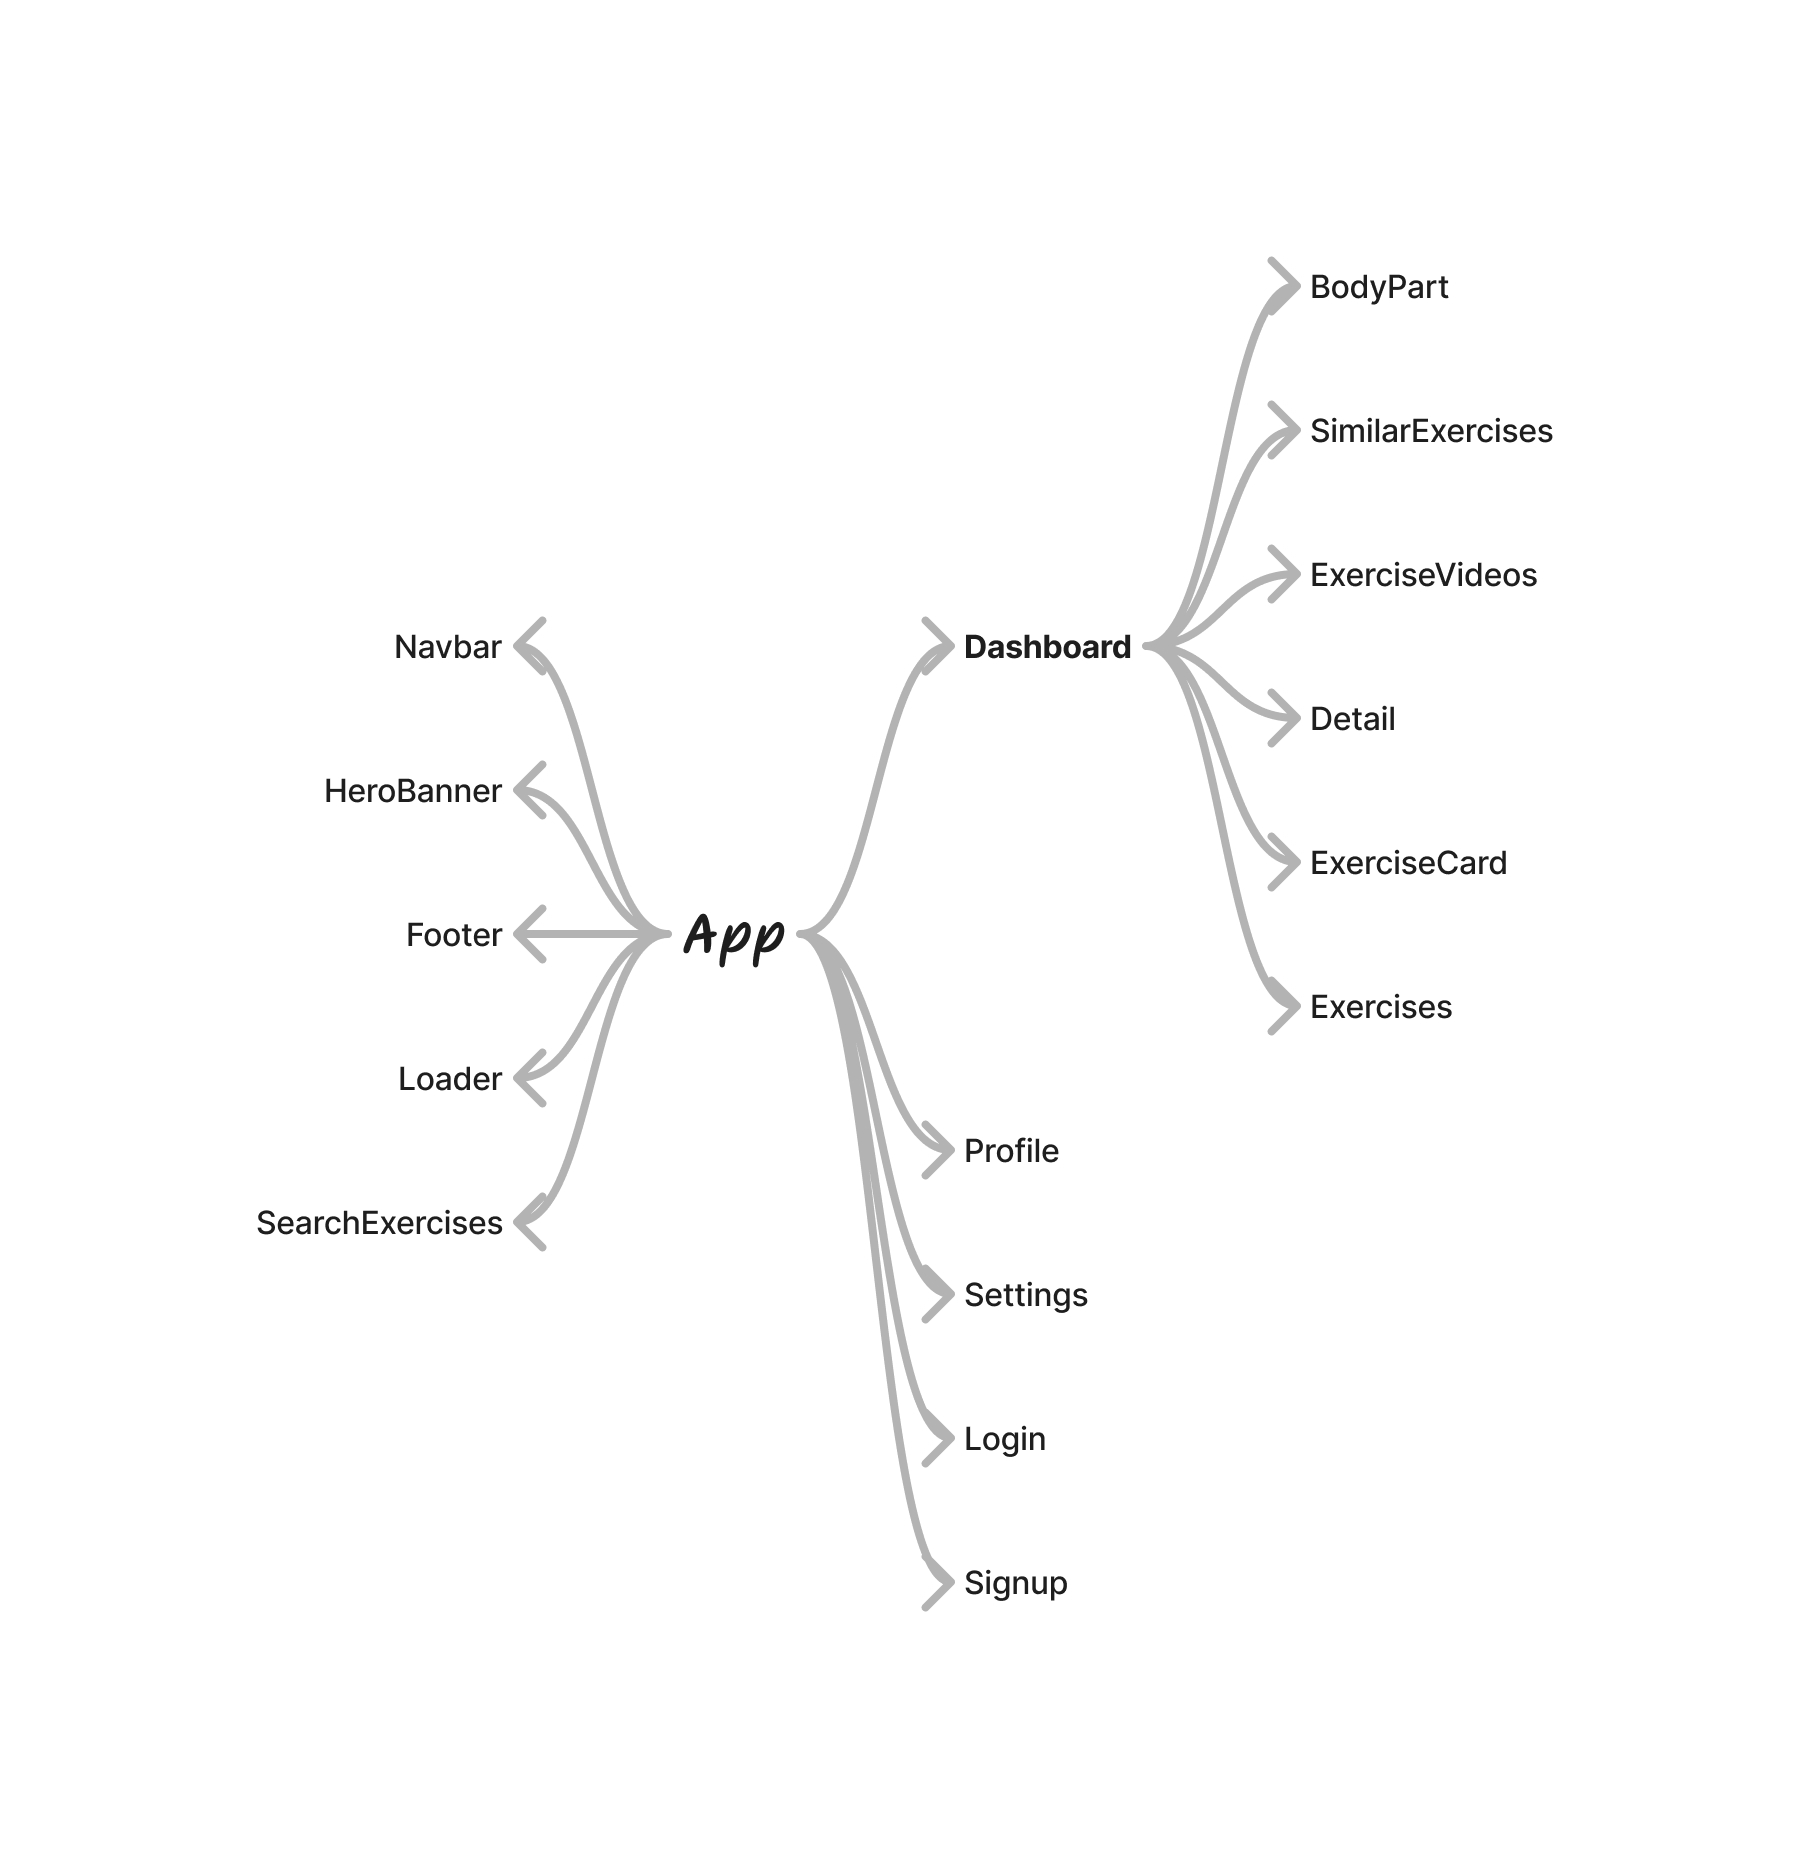 App
Navbar
HeroBanner
Footer
Loader
SearchExercises
Dashboard
BodyPart
SimilarExercises
ExerciseVideos
Detail
ExerciseCard
Exercises
Profile
Settings
Login
Signup